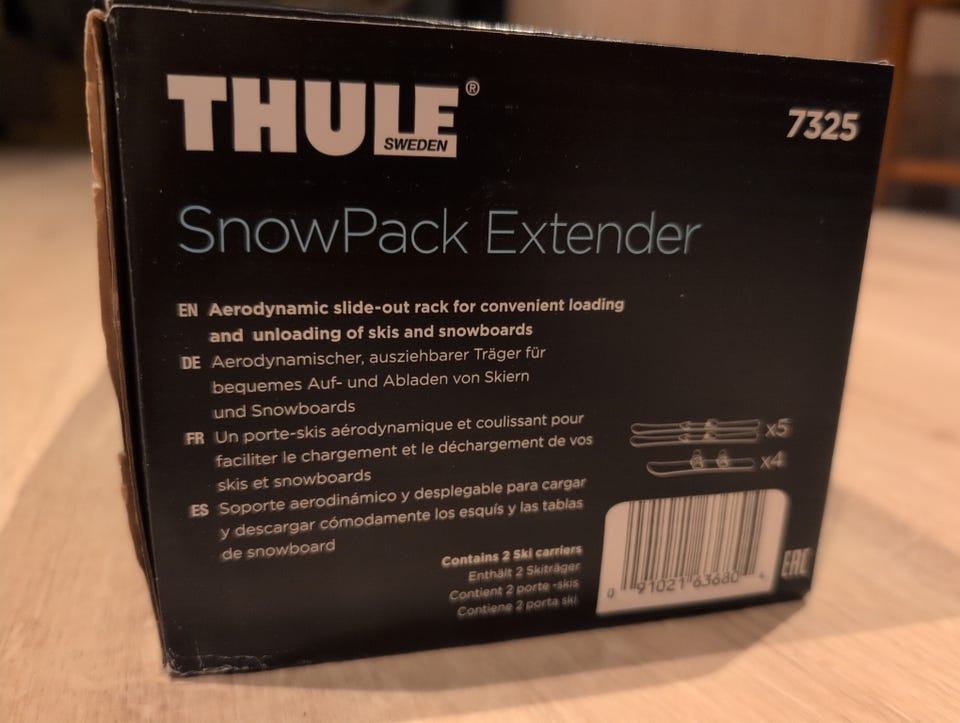 THULE®
SWEDEN
7325
SnowPack Extender
EN Aerodynamic slide-out rack for convenient loading
and unloading of skis and snowboards
DE Aerodynamischer, ausziehbarer Träger für
bequemes Auf- und Abladen von Skiern
und Snowboards
FR Un porte-skis aérodynamique et coulissant pour
faciliter le chargement et le déchargement de vos
skis et snowboards
ES Soporte aerodinámico y desplegable para cargar
y descargar cómodamente los esquís y las tablas
de snowboard
x5
x4
Contains 2 Ski carriers
Enthält 2 Skiträger
Contient 2 porte -skis
Contiene 2 porta ski
0 91021 63680 4
EAC